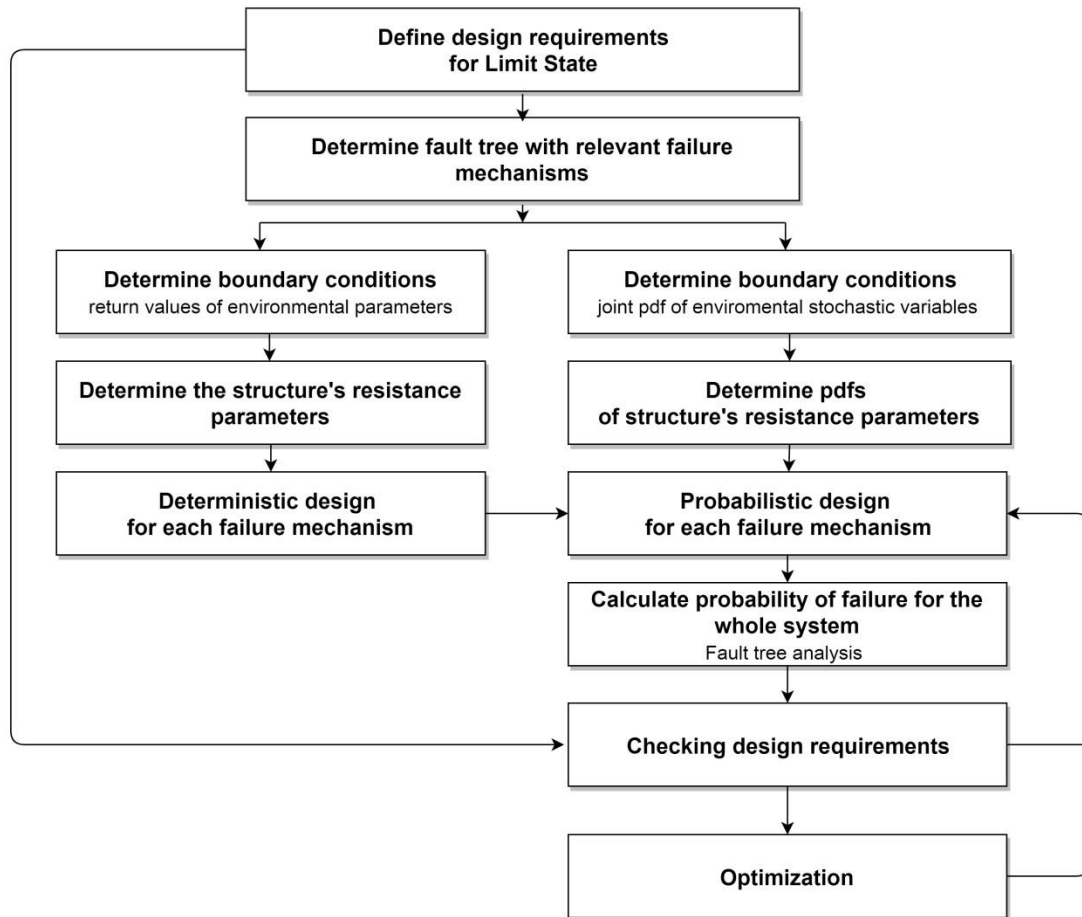 Define design requirements
for Limit State
Determine fault tree with relevant failure
mechanisms
Determine boundary conditions
return values of environmental parameters
Determine boundary conditions
joint pdf of enviromental stochastic variables
Determine the structure's resistance
parameters
Determine pdfs
of structure's resistance parameters
Deterministic design
for each failure mechanism
Probabilistic design
for each failure mechanism
Calculate probability of failure for the
whole system
Fault tree analysis
Checking design requirements
Optimization